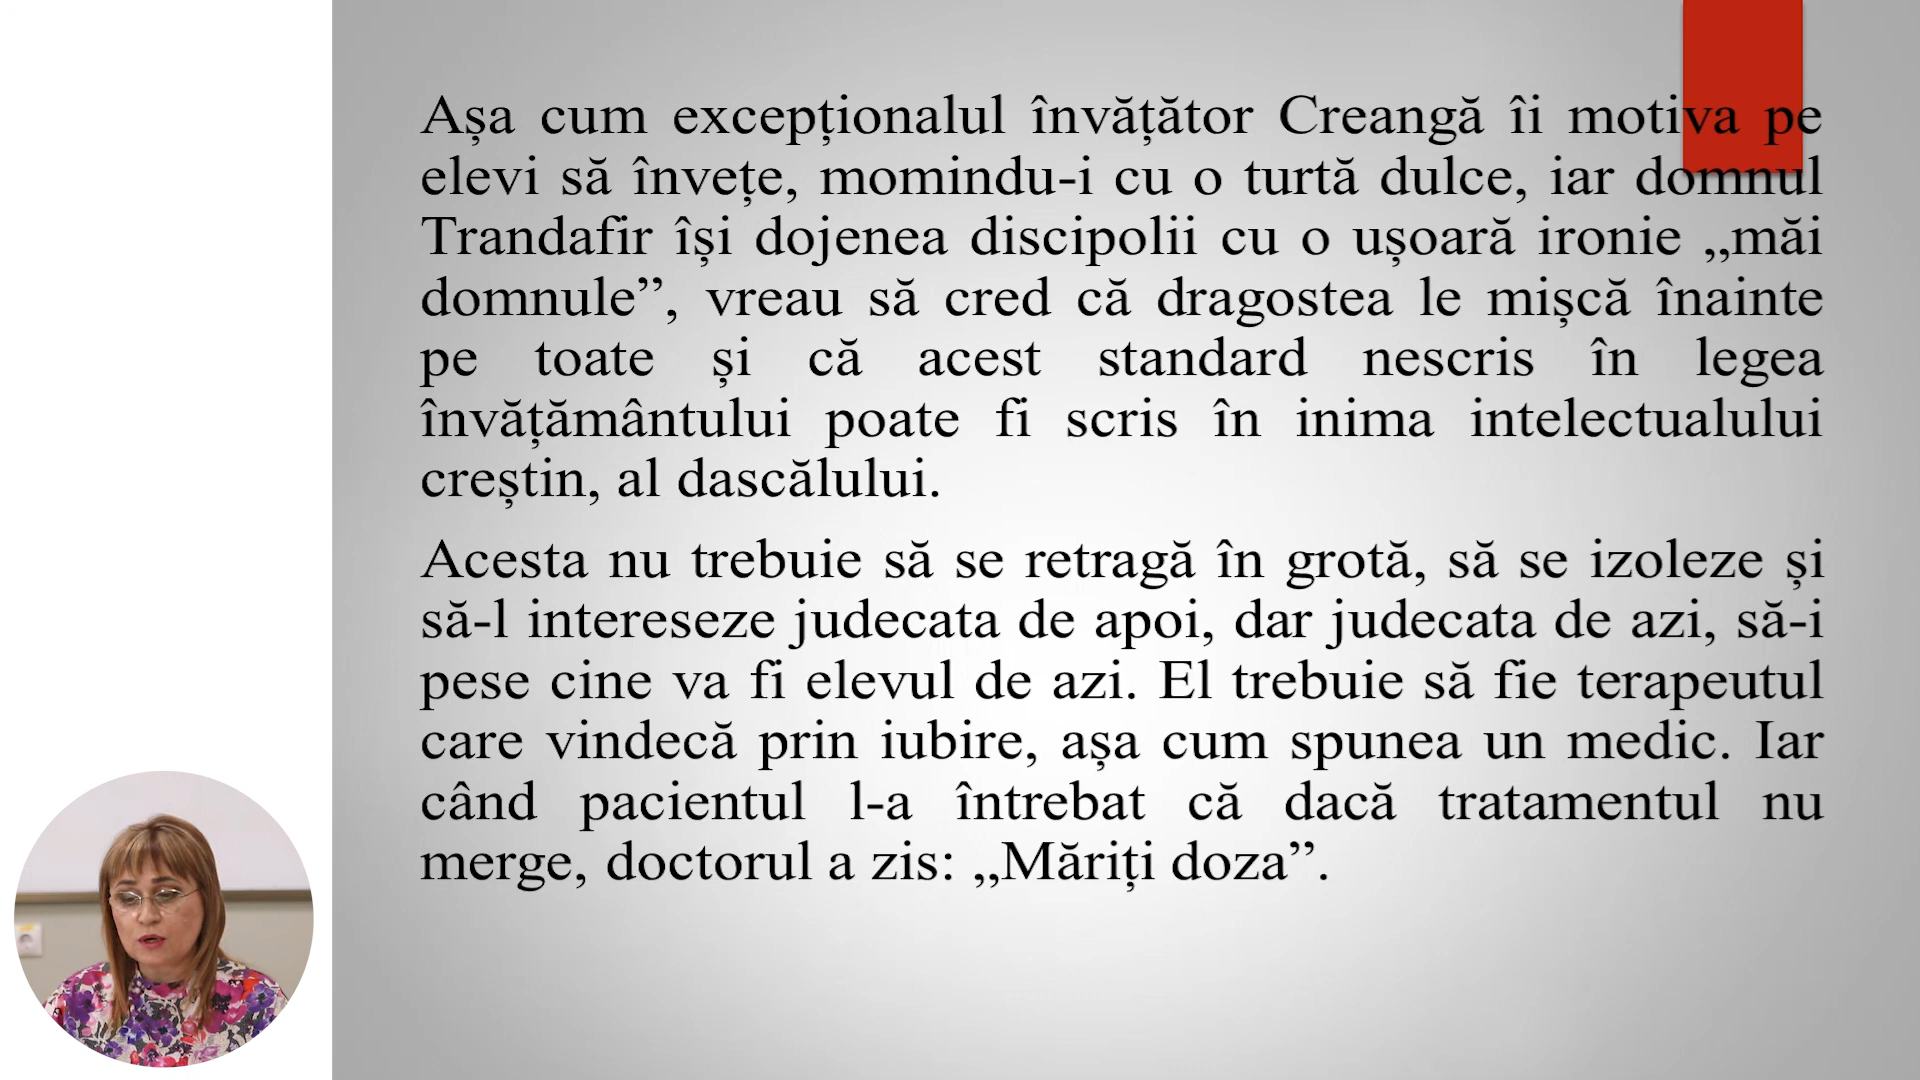 Așa cum excepționalul învățător Creangă îi motiva pe
elevi să învețe, momindu-i cu o turtă dulce, iar domnul
Trandafir își dojenea discipolii cu o ușoară ironie „măi
domnule”, vreau să cred că dragostea le mișcă înainte
pe toate și că acest standard nescris în legea
învățământului poate fi scris în inima intelectualului
creștin, al dascălului.
Acesta nu trebuie să se retragă în grotă, să se izoleze și
să-l intereseze judecata de apoi, dar judecata de azi, să-i
pese cine va fi elevul de azi. El trebuie să fie terapeutul
care vindecă prin iubire, așa cum spunea un medic. Iar
când pacientul l-a întrebat că dacă tratamentul nu
merge, doctorul a zis: „Măriți doza”.